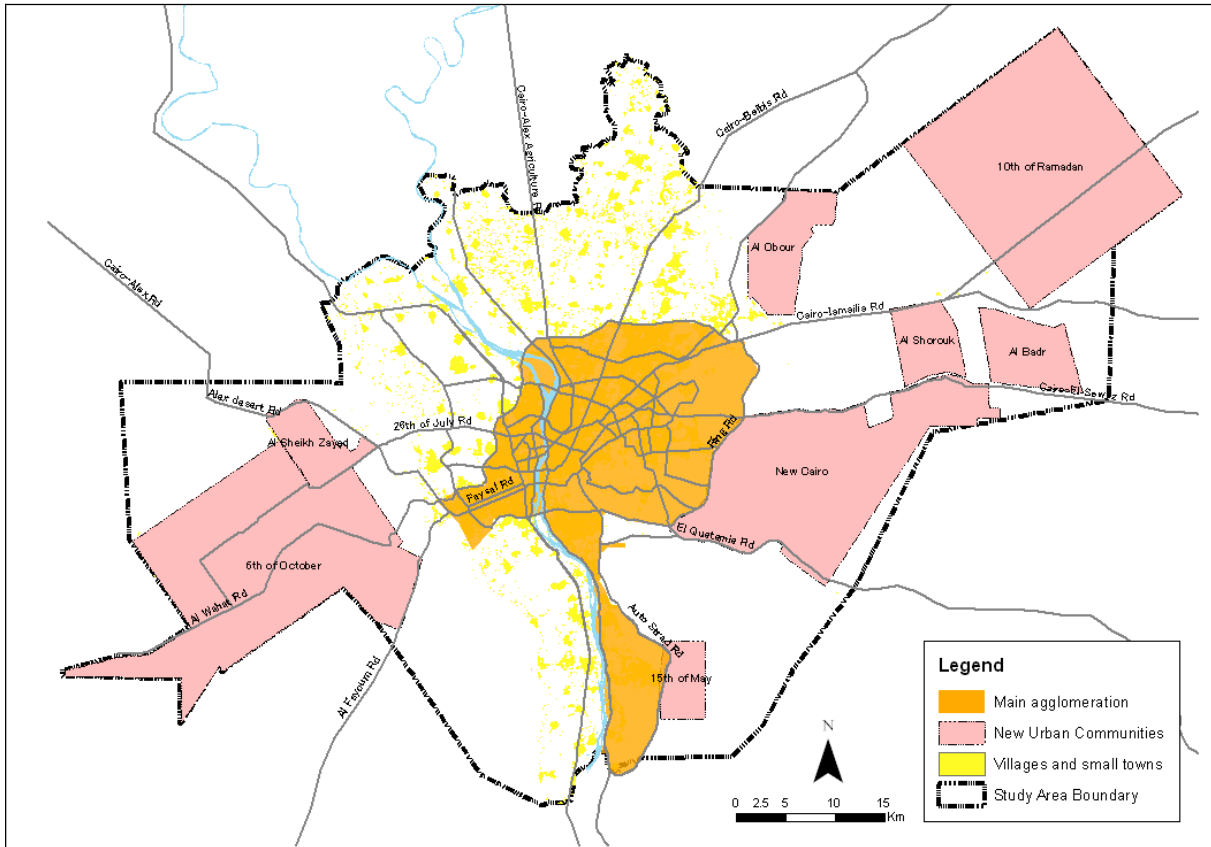 Cairo-Alex Agriculture Rd
Cairo-Belbis Rd
10th of Ramadan
Al Obour
Cairo-Alex Rd
Cairo-Ismailia Rd
Al Shorouk
Al Badr
Cairo-El-Sewiz Rd
Alex desert Rd
26th of July Rd
Al Sheikh Zayed
Ring Rd
New Cairo
Faysal Rd
El Quatamia Rd
6th of October
Al Wahat Rd
Auto Strad Rd
15th of May
Al Fayoum Rd
Legend
Main agglomeration
New Urban Communities
Villages and small towns
Study Area Boundary
N
0 2.5 5 10 15
Km